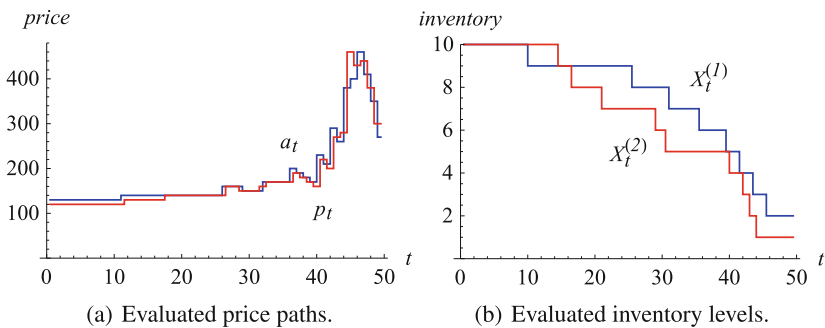 price
400
300
200
100
a_t
p_t
0 10 20 30 40 50 t
(a) Evaluated price paths.
inventory
10
8
6
4
2
X_t^(1)
X_t^(2)
0 10 20 30 40 50 t
(b) Evaluated inventory levels.